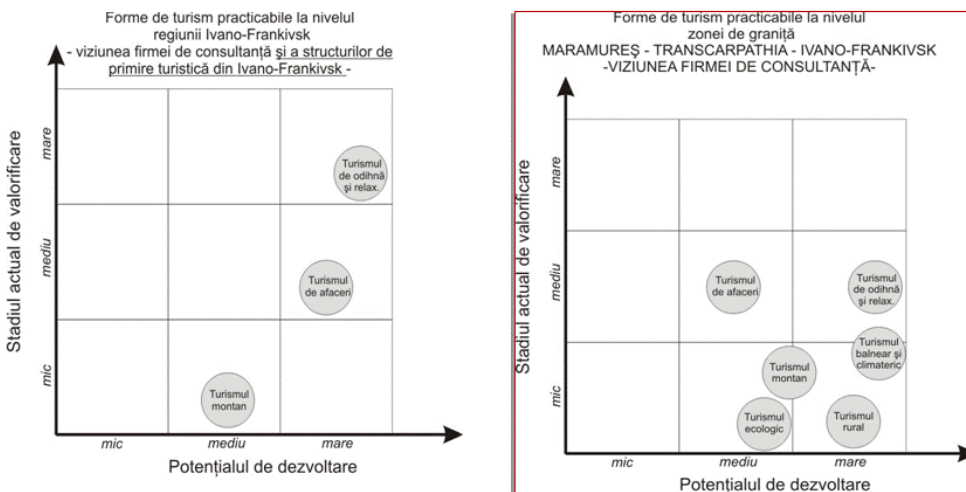 Forme de turism practicabile la nivelul
regiunii Ivano-Frankivsk
- viziunea firmei de consultanță și a structurilor de
primire turistică din Ivano-Frankivsk -
Stadiul actual de valorificare
mare
mediu
mic
Turismul
de odihnă
și relax.
Turismul
de afaceri
Turismul
montan
mic
mediu
mare
Potențialul de dezvoltare
Forme de turism practicabile la nivelul
zonei de graniță
MARAMUREȘ - TRANSCARPATHIA - IVANO-FRANKIVSK
-VIZIUNEA FIRMEI DE CONSULTANȚĂ-
Stadiul actual de valorificare
mare
mediu
mic
Turismul
de afaceri
Turismul
de odihnă
și relax.
Turismul
balnear și
climateric
Turismul
montan
Turismul
ecologic
Turismul
rural
mic
mediu
mare
Potențialul de dezvoltare